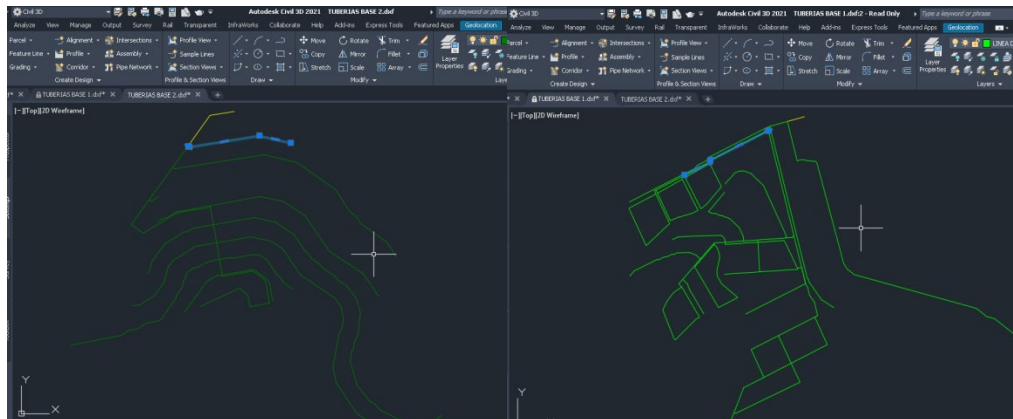 Civil 3D
Autodesk Civil 3D 2021 TUBERIAS BASE 2.dxf
Type a keyword or phrase
Analyze View Manage Output Survey Rail Transparent InfraWorks Collaborate Help Add-ins Express Tools Featured Apps Geolocation
Parcel Alignment Intersections Profile View Move Rotate Trim
Feature Line Profile Assembly Sample Lines Copy Mirror Fillet
Grading Corridor Pipe Network Section Views Stretch Scale Array
Layer Properties
Create Design Profile & Section Views Draw Modify
TUBERIAS BASE 1.dxf* TUBERIAS BASE 2.dxf*
[-][Top][2D Wireframe]
Y
X
Civil 3D
Autodesk Civil 3D 2021 TUBERIAS BASE 1.dxf:2 - Read Only
Type a keyword or phrase
Analyze View Manage Output Survey Rail Transparent InfraWorks Collaborate Help Add-ins Express Tools Featured Apps Geolocation
Parcel Alignment Intersections Profile View Move Rotate Trim
Feature Line Profile Assembly Sample Lines Copy Mirror Fillet
Grading Corridor Pipe Network Section Views Stretch Scale Array
Layer Properties
Create Design Profile & Section Views Draw Modify Layers
TUBERIAS BASE 1.dxf* TUBERIAS BASE 2.dxf*
[-][Top][2D Wireframe]
Y